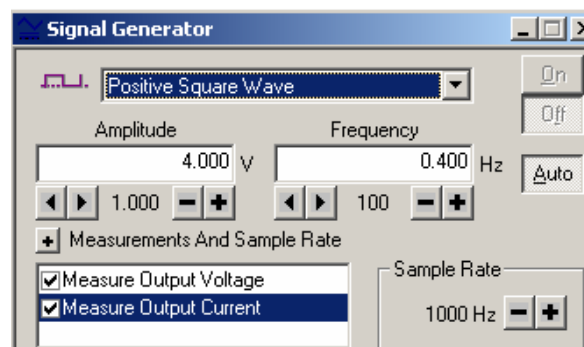 Signal Generator
Positive Square Wave
On
Off
Auto
Amplitude Frequency
4.000 V 0.400 Hz
1.000 100
Measurements And Sample Rate
Measure Output Voltage
Measure Output Current
Sample Rate
1000 Hz